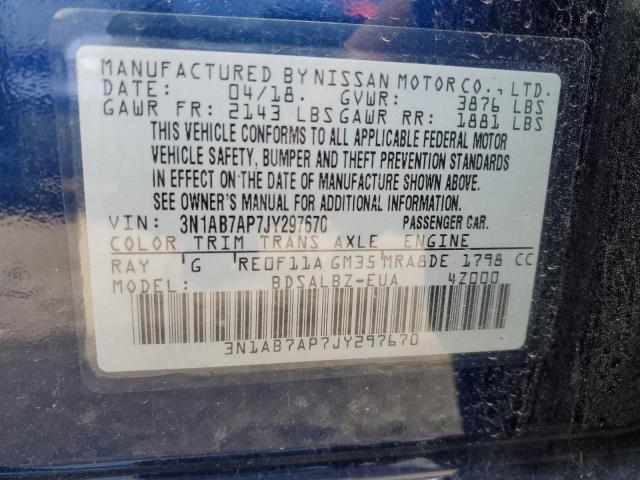 MANUFACTURED BY NISSAN MOTOR CO., LTD.
DATE: 04/18. GVWR: 3876 LBS
GAWR FR: 2143 LBS GAWR RR: 1881 LBS
THIS VEHICLE CONFORMS TO ALL APPLICABLE FEDERAL MOTOR
VEHICLE SAFETY, BUMPER AND THEFT PREVENTION STANDARDS
IN EFFECT ON THE DATE OF MANUFACTURE SHOWN ABOVE.
SEE OWNER'S MANUAL FOR ADDITIONAL INFORMATION.
VIN: 3N1AB7AP7JY297670 PASSENGER CAR.
COLOR TRIM TRANS AXLE ENGINE
RAY G RE0F11A GM35 MRA8DE 1798 CC
MODEL: BDSALBZ-EUA 4Z000
3N1AB7AP7JY297670